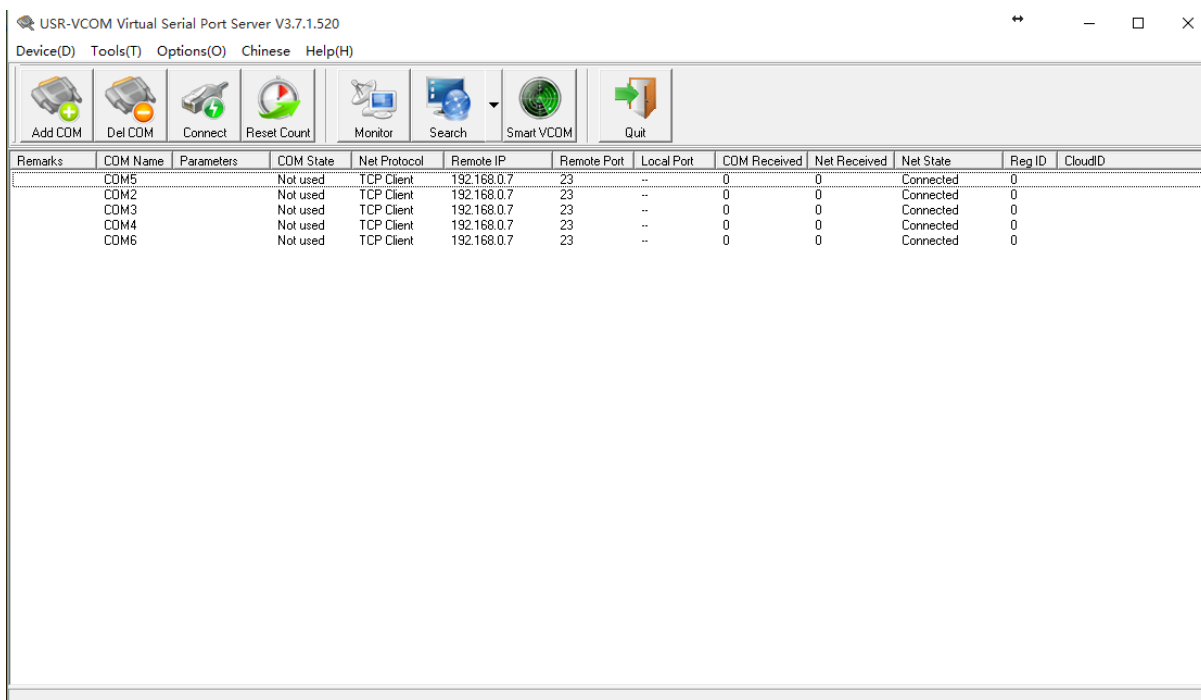 USR-VCOM Virtual Serial Port Server V3.7.1.520
Device(D) Tools(T) Options(O) Chinese Help(H)
Add COM Del COM Connect Reset Count Monitor Search Smart VCOM Quit
Remarks COM Name Parameters COM State Net Protocol Remote IP Remote Port Local Port COM Received Net Received Net State Reg ID CloudID
COM5 Not used TCP Client 192.168.0.7 23 -- 0 0 Connected 0
COM2 Not used TCP Client 192.168.0.7 23 -- 0 0 Connected 0
COM3 Not used TCP Client 192.168.0.7 23 -- 0 0 Connected 0
COM4 Not used TCP Client 192.168.0.7 23 -- 0 0 Connected 0
COM6 Not used TCP Client 192.168.0.7 23 -- 0 0 Connected 0